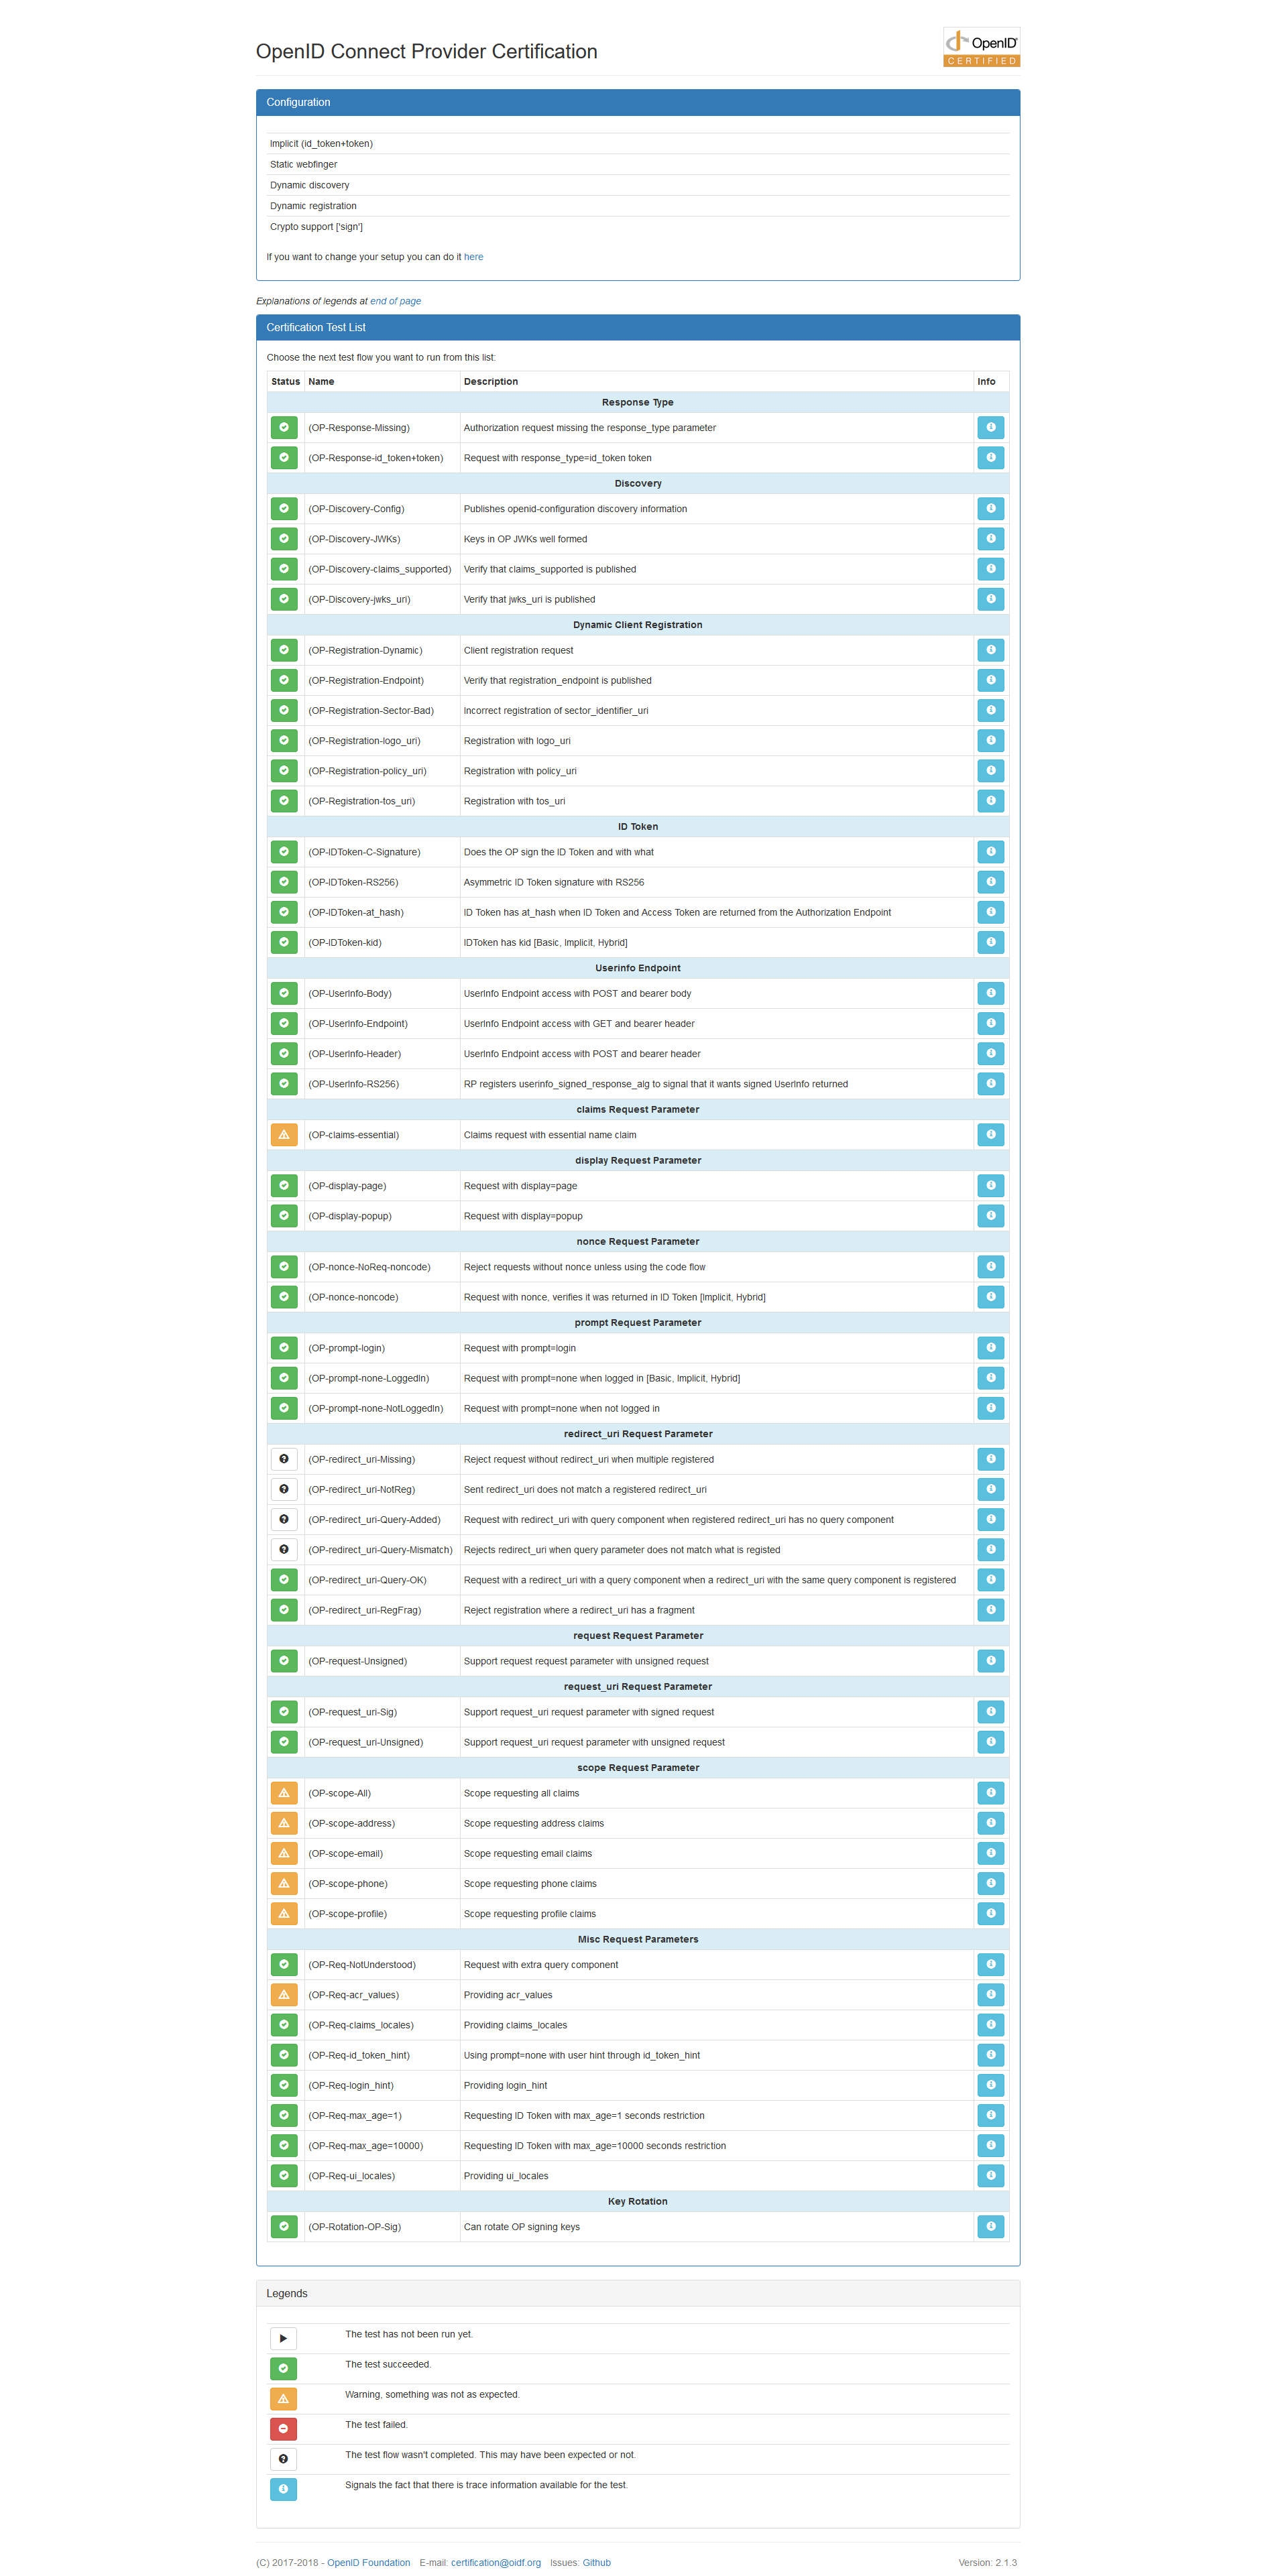 OpenID Connect Provider Certification
OpenID
CERTIFIED
Configuration
Implicit (id_token+token)
Static webfinger
Dynamic discovery
Dynamic registration
Crypto support ['sign']
If you want to change your setup you can do it here
Explanations of legends at end of page
Certification Test List
Choose the next test flow you want to run from this list:
Status Name Description Info
Response Type
(OP-Response-Missing) Authorization request missing the response_type parameter
(OP-Response-id_token+token) Request with response_type=id_token token
Discovery
(OP-Discovery-Config) Publishes openid-configuration discovery information
(OP-Discovery-JWKs) Keys in OP JWKs well formed
(OP-Discovery-claims_supported) Verify that claims_supported is published
(OP-Discovery-jwks_uri) Verify that jwks_uri is published
Dynamic Client Registration
(OP-Registration-Dynamic) Client registration request
(OP-Registration-Endpoint) Verify that registration_endpoint is published
(OP-Registration-Sector-Bad) Incorrect registration of sector_identifier_uri
(OP-Registration-logo_uri) Registration with logo_uri
(OP-Registration-policy_uri) Registration with policy_uri
(OP-Registration-tos_uri) Registration with tos_uri
ID Token
(OP-IDToken-C-Signature) Does the OP sign the ID Token and with what
(OP-IDToken-RS256) Asymmetric ID Token signature with RS256
(OP-IDToken-at_hash) ID Token has at_hash when ID Token and Access Token are returned from the Authorization Endpoint
(OP-IDToken-kid) IDToken has kid [Basic, Implicit, Hybrid]
Userinfo Endpoint
(OP-UserInfo-Body) UserInfo Endpoint access with POST and bearer body
(OP-UserInfo-Endpoint) UserInfo Endpoint access with GET and bearer header
(OP-UserInfo-Header) UserInfo Endpoint access with POST and bearer header
(OP-UserInfo-RS256) RP registers userinfo_signed_response_alg to signal that it wants signed UserInfo returned
claims Request Parameter
(OP-claims-essential) Claims request with essential name claim
display Request Parameter
(OP-display-page) Request with display=page
(OP-display-popup) Request with display=popup
nonce Request Parameter
(OP-nonce-NoReq-noncode) Reject requests without nonce unless using the code flow
(OP-nonce-noncode) Request with nonce, verifies it was returned in ID Token [Implicit, Hybrid]
prompt Request Parameter
(OP-prompt-login) Request with prompt=login
(OP-prompt-none-LoggedIn) Request with prompt=none when logged in [Basic, Implicit, Hybrid]
(OP-prompt-none-NotLoggedIn) Request with prompt=none when not logged in
redirect_uri Request Parameter
(OP-redirect_uri-Missing) Reject request without redirect_uri when multiple registered
(OP-redirect_uri-NotReg) Sent redirect_uri does not match a registered redirect_uri
(OP-redirect_uri-Query-Added) Request with redirect_uri with query component when registered redirect_uri has no query component
(OP-redirect_uri-Query-Mismatch) Rejects redirect_uri when query parameter does not match what is registed
(OP-redirect_uri-Query-OK) Request with a redirect_uri with a query component when a redirect_uri with the same query component is registered
(OP-redirect_uri-RegFrag) Reject registration where a redirect_uri has a fragment
request Request Parameter
(OP-request-Unsigned) Support request request parameter with unsigned request
request_uri Request Parameter
(OP-request_uri-Sig) Support request_uri request parameter with signed request
(OP-request_uri-Unsigned) Support request_uri request parameter with unsigned request
scope Request Parameter
(OP-scope-All) Scope requesting all claims
(OP-scope-address) Scope requesting address claims
(OP-scope-email) Scope requesting email claims
(OP-scope-phone) Scope requesting phone claims
(OP-scope-profile) Scope requesting profile claims
Misc Request Parameters
(OP-Req-NotUnderstood) Request with extra query component
(OP-Req-acr_values) Providing acr_values
(OP-Req-claims_locales) Providing claims_locales
(OP-Req-id_token_hint) Using prompt=none with user hint through id_token_hint
(OP-Req-login_hint) Providing login_hint
(OP-Req-max_age=1) Requesting ID Token with max_age=1 seconds restriction
(OP-Req-max_age=10000) Requesting ID Token with max_age=10000 seconds restriction
(OP-Req-ui_locales) Providing ui_locales
Key Rotation
(OP-Rotation-OP-Sig) Can rotate OP signing keys
Legends
The test has not been run yet.
The test succeeded.
Warning, something was not as expected.
The test failed.
The test flow wasn't completed. This may have been expected or not.
Signals the fact that there is trace information available for the test.
(C) 2017-2018 - OpenID Foundation E-mail: certification@oidf.org Issues: Github Version: 2.1.3